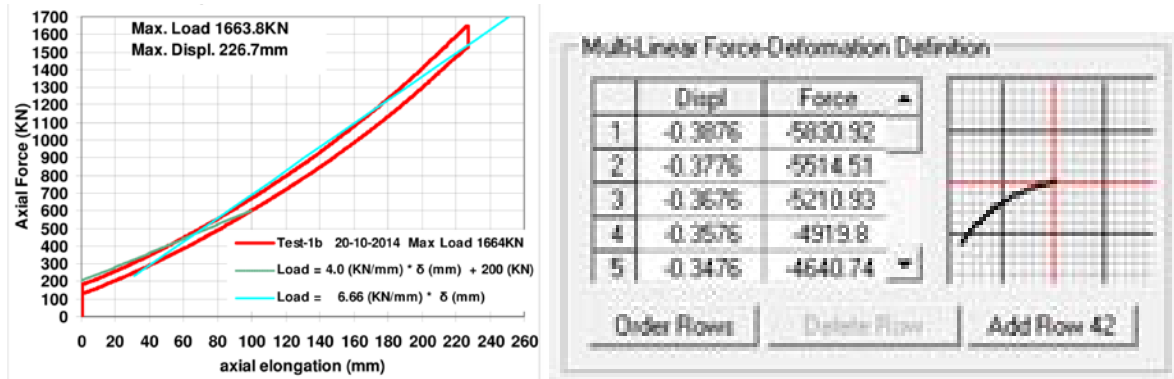 Max. Load 1663.8KN
Max. Displ. 226.7mm
Axial Force (KN)
1700
1600
1500
1400
1300
1200
1100
1000
900
800
700
600
500
400
300
200
100
0
Test-1b 20-10-2014 Max Load 1664KN
Load = 4.0 (KN/mm) * δ (mm) + 200 (KN)
Load = 6.66 (KN/mm) * δ (mm)
0 20 40 60 80 100 120 140 160 180 200 220 240 260
axial elongation (mm)
Multi-Linear Force-Deformation Definition
Displ Force
1 -0.3876 -5830.92
2 -0.3776 -5514.51
3 -0.3676 -5210.93
4 -0.3576 -4919.8
5 -0.3476 -4640.74
Order Rows Delete Row Add Row 42